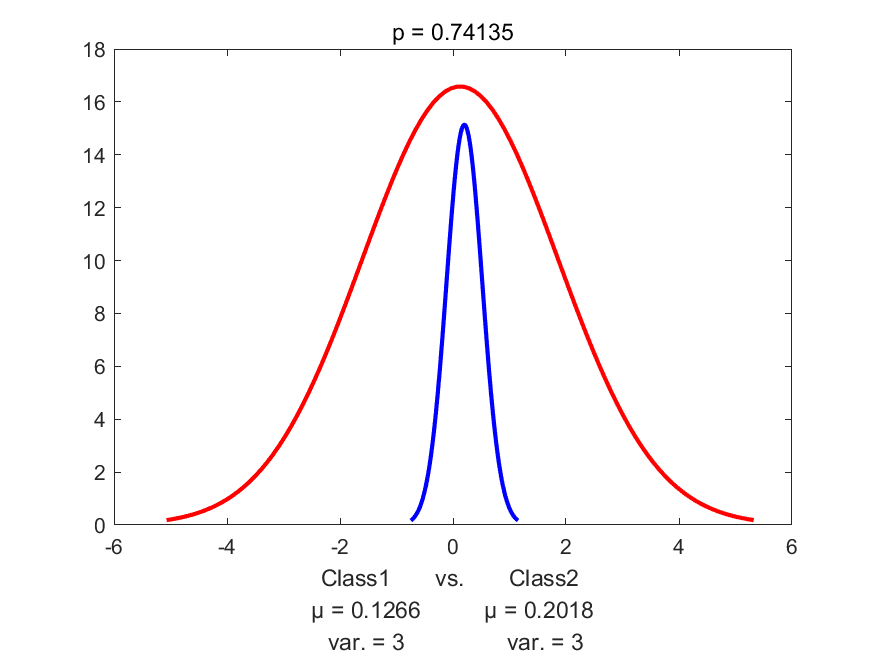 p = 0.74135
18
16
14
12
10
8
6
4
2
0
-6 -4 -2 0 2 4 6
Class1 vs. Class2
μ = 0.1266 μ = 0.2018
var. = 3 var. = 3